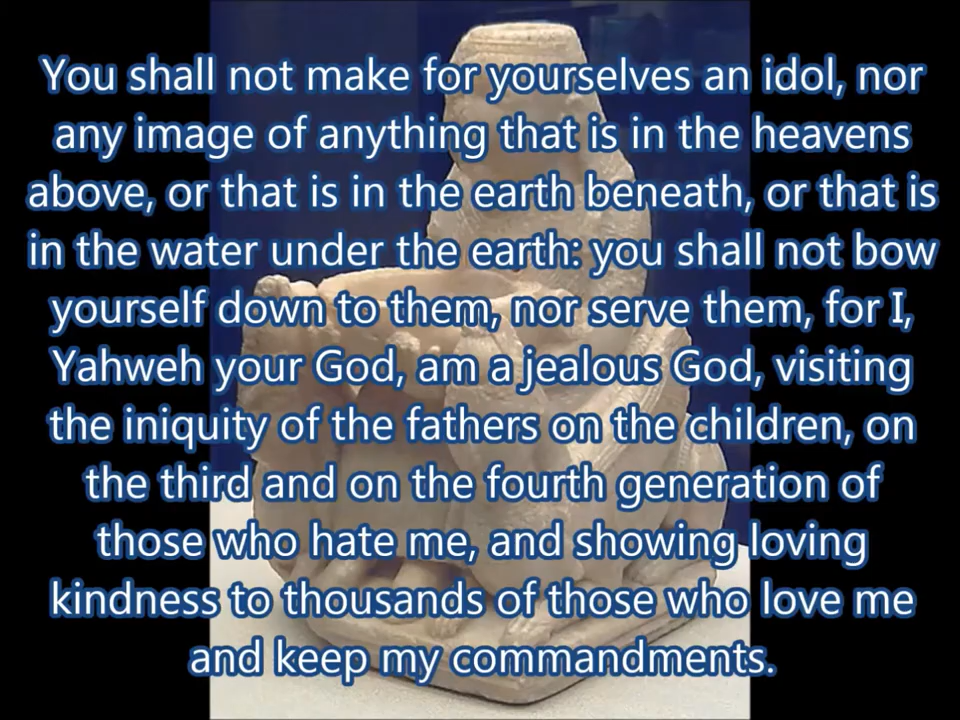 You shall not make for yourselves an idol, nor
any image of anything that is in the heavens
above, or that is in the earth beneath, or that is
in the water under the earth: you shall not bow
yourself down to them, nor serve them, for I,
Yahweh your God, am a jealous God, visiting
the iniquity of the fathers on the children, on
the third and on the fourth generation of
those who hate me, and showing loving
kindness to thousands of those who love me
and keep my commandments.